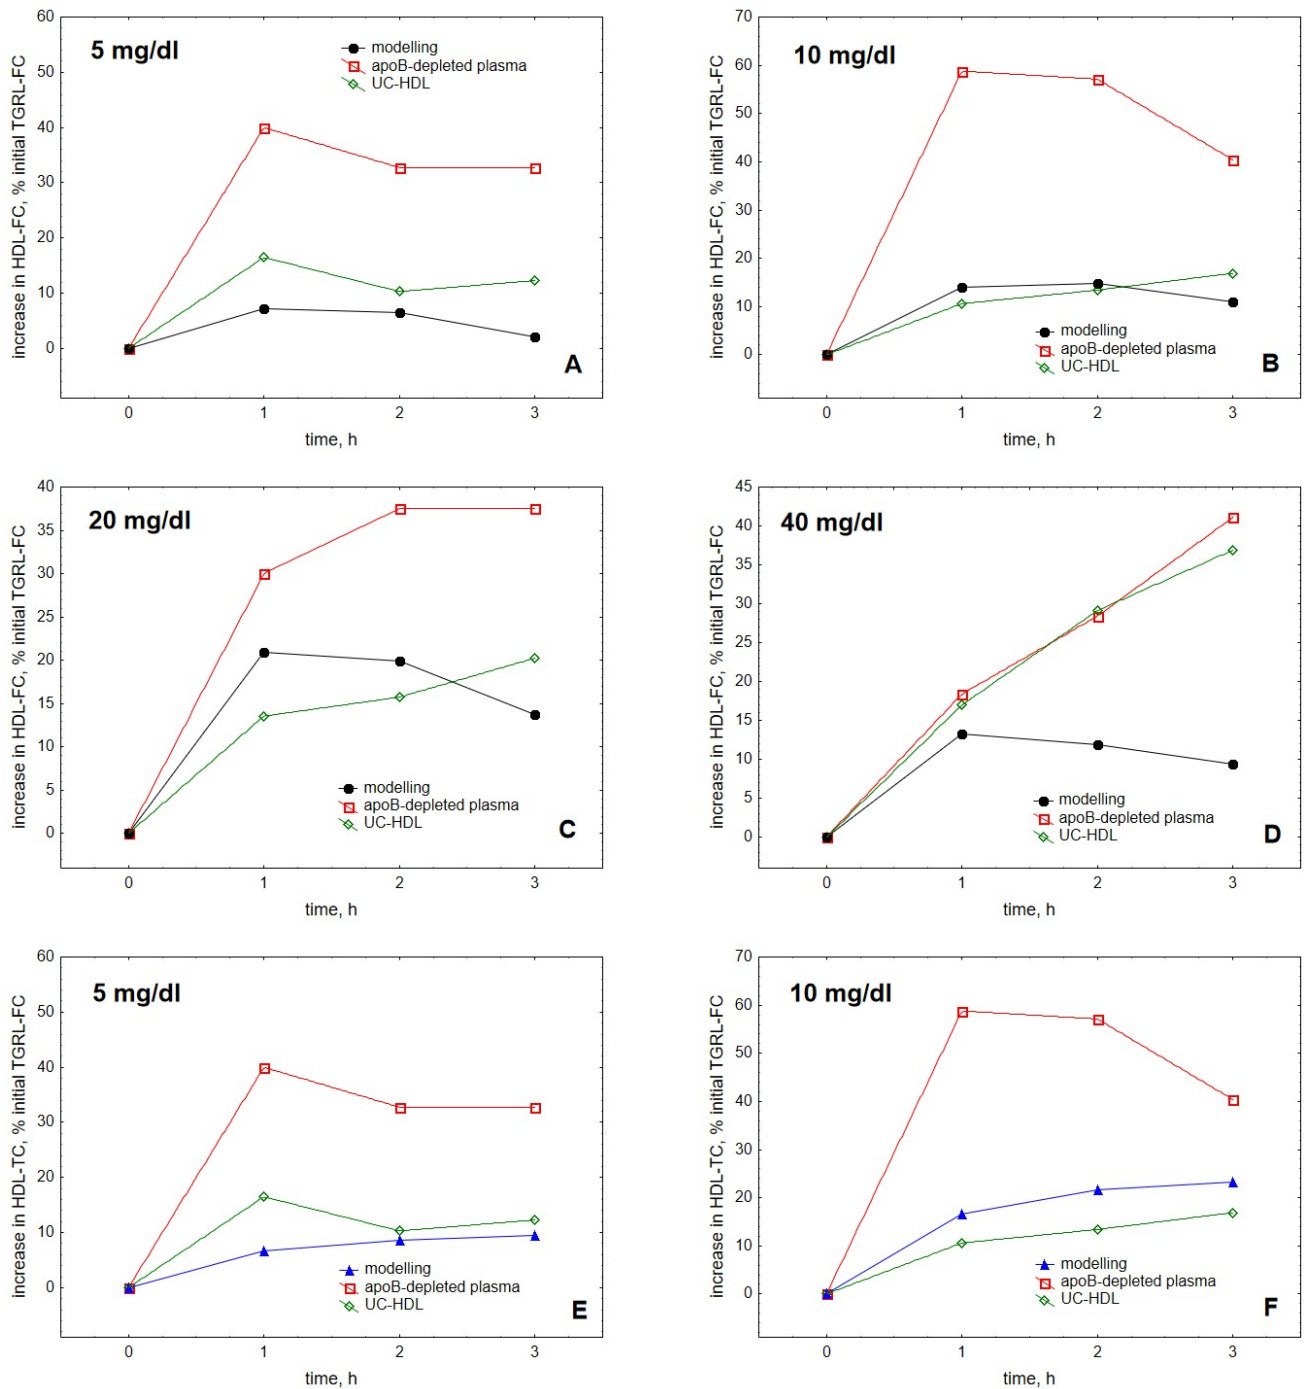 5 mg/dl
modelling
apoB-depleted plasma
UC-HDL
increase in HDL-FC, % initial TGRL-FC
60
50
40
30
20
10
0
0 1 2 3
time, h
A
10 mg/dl
increase in HDL-FC, % initial TGRL-FC
70
60
50
40
30
20
10
0
modelling
apoB-depleted plasma
UC-HDL
B
0 1 2 3
time, h
20 mg/dl
increase in HDL-FC, % initial TGRL-FC
40
35
30
25
20
15
10
5
0
modelling
apoB-depleted plasma
UC-HDL
C
0 1 2 3
time, h
40 mg/dl
increase in HDL-FC, % initial TGRL-FC
45
40
35
30
25
20
15
10
5
0
modelling
apoB-depleted plasma
UC-HDL
D
0 1 2 3
time, h
5 mg/dl
increase in HDL-TC, % initial TGRL-FC
60
50
40
30
20
10
0
modelling
apoB-depleted plasma
UC-HDL
E
0 1 2 3
time, h
10 mg/dl
increase in HDL-TC, % initial TGRL-FC
70
60
50
40
30
20
10
0
modelling
apoB-depleted plasma
UC-HDL
F
0 1 2 3
time, h